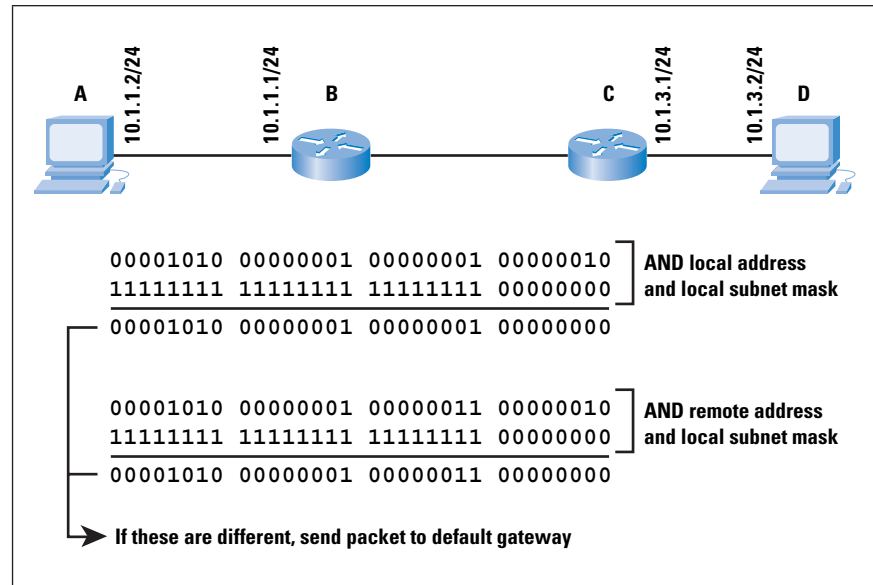 A
10.1.1.2/24
10.1.1.1/24
B
C
10.1.3.1/24
10.1.3.2/24
D
00001010 00000001 00000001 00000010
11111111 11111111 11111111 00000000
AND local address
and local subnet mask
00001010 00000001 00000001 00000000
00001010 00000001 00000011 00000010
11111111 11111111 11111111 00000000
AND remote address
and local subnet mask
00001010 00000001 00000011 00000000
If these are different, send packet to default gateway